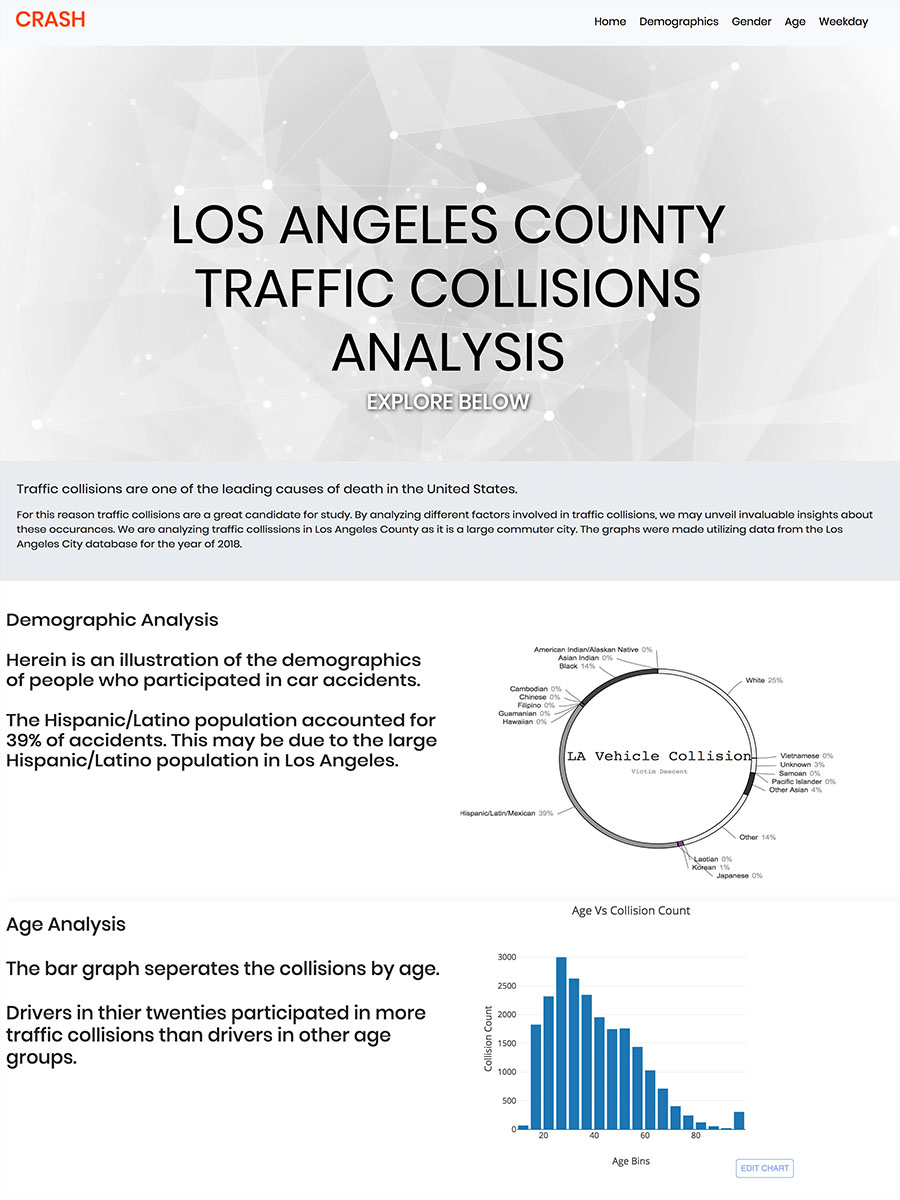 CRASH
Home Demographics Gender Age Weekday
LOS ANGELES COUNTY
TRAFFIC COLLISIONS
ANALYSIS
EXPLORE BELOW
Traffic collisions are one of the leading causes of death in the United States.
For this reason traffic collisions are a great candidate for study. By analyzing different factors involved in traffic collisions, we may unveil invaluable insights about
these occurances. We are analyzing traffic collissions in Los Angeles County as it is a large commuter city. The graphs were made utilizing data from the Los
Angeles City database for the year of 2018.
Demographic Analysis
Herein is an illustration of the demographics
of people who participated in car accidents.
The Hispanic/Latino population accounted for
39% of accidents. This may be due to the large
Hispanic/Latino population in Los Angeles.
American Indian/Alaskan Native 0%
Asian Indian 0%
Black 14%
White 25%
Cambodian 0%
Chinese 0%
Filipino 0%
Guamanian 0%
Hawaiian 0%
LA Vehicle Collision
Victim Descent
Vietnamese 0%
Unknown 3%
Samoan 0%
Pacific Islander 0%
Other Asian 4%
Hispanic/Latin/Mexican 39%
Other 14%
Laotian 0%
Korean 1%
Japanese 0%
Age Analysis
The bar graph seperates the collisions by age.
Drivers in thier twenties participated in more
traffic collisions than drivers in other age
groups.
Age Vs Collision Count
Collision Count
3000
2500
2000
1500
1000
500
0
20 40 60 80
Age Bins
EDIT CHART